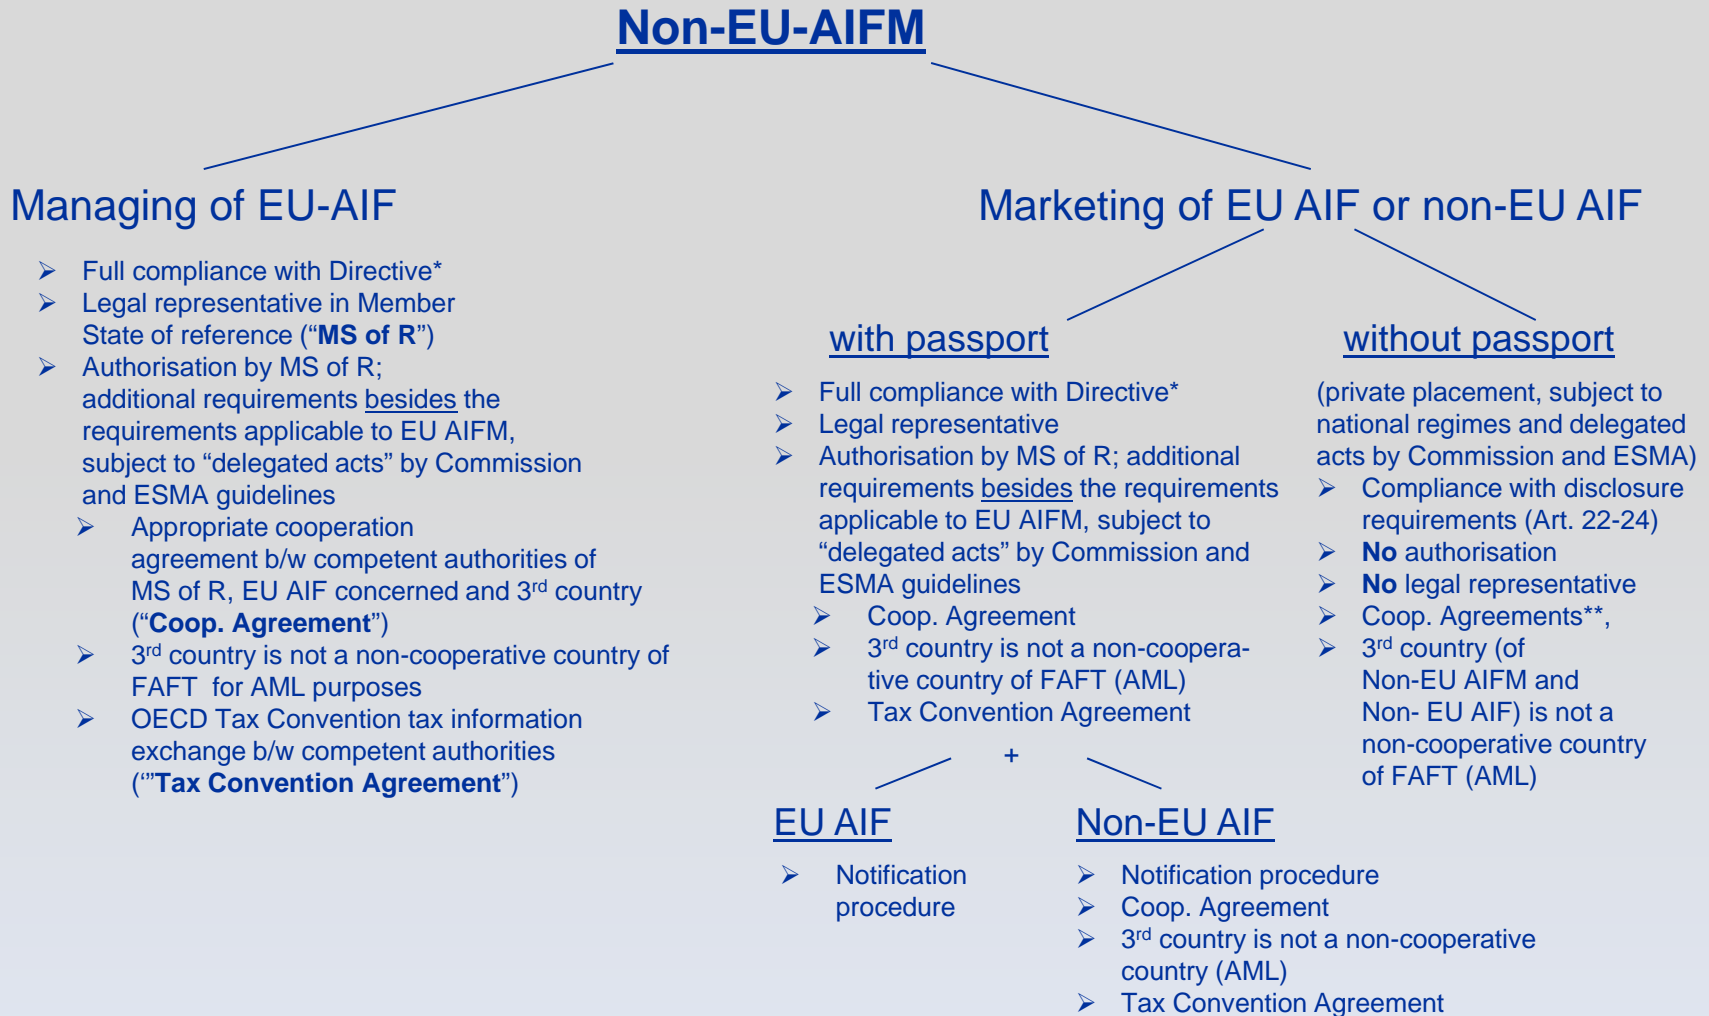 Non-EU-AIFM
Managing of EU-AIF
➢ Full compliance with Directive*
➢ Legal representative in Member
State of reference (“MS of R”)
➢ Authorisation by MS of R;
additional requirements besides the
requirements applicable to EU AIFM,
subject to “delegated acts” by Commission
and ESMA guidelines
➢ Appropriate cooperation
agreement b/w competent authorities of
MS of R, EU AIF concerned and 3rd country
(“Coop. Agreement”)
➢ 3rd country is not a non-cooperative country of
FAFT for AML purposes
➢ OECD Tax Convention tax information
exchange b/w competent authorities
(‘”Tax Convention Agreement”)
Marketing of EU AIF or non-EU AIF
with passport
➢ Full compliance with Directive*
➢ Legal representative
➢ Authorisation by MS of R; additional
requirements besides the requirements
applicable to EU AIFM, subject to
“delegated acts” by Commission and
ESMA guidelines
➢ Coop. Agreement
➢ 3rd country is not a non-coopera-
tive country of FAFT (AML)
➢ Tax Convention Agreement
+
EU AIF
➢ Notification
procedure
Non-EU AIF
➢ Notification procedure
➢ Coop. Agreement
➢ 3rd country is not a non-cooperative
country (AML)
➢ Tax Convention Agreement
without passport
(private placement, subject to
national regimes and delegated
acts by Commission and ESMA)
➢ Compliance with disclosure
requirements (Art. 22-24)
➢ No authorisation
➢ No legal representative
➢ Coop. Agreements**,
➢ 3rd country (of
Non-EU AIFM and
Non- EU AIF) is not a
non-cooperative country
of FAFT (AML)